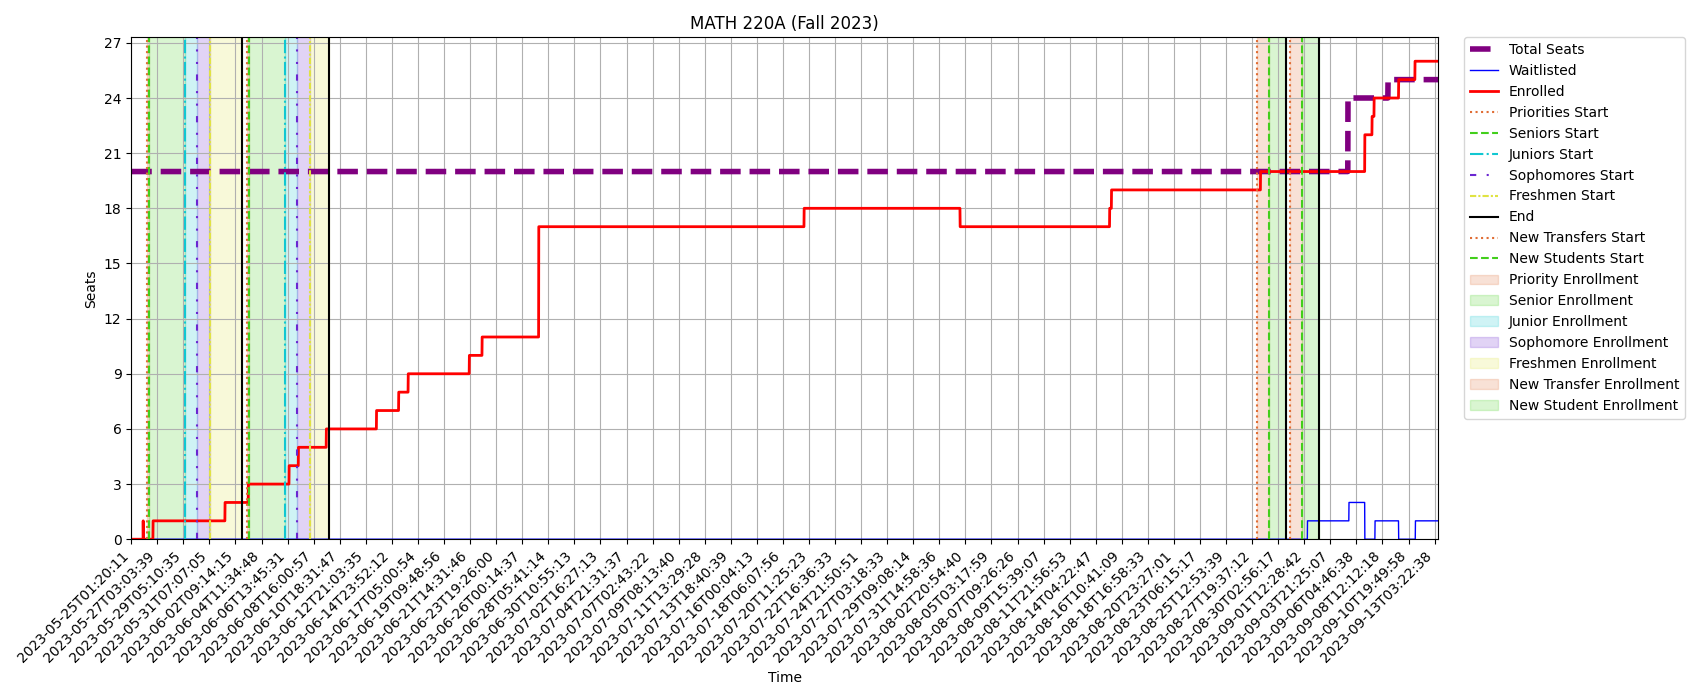 MATH 220A (Fall 2023)
Seats
27
24
21
18
15
12
9
6
3
0
2023-05-25T01:20:11
2023-05-27T03:03:39
2023-05-29T05:10:35
2023-05-31T07:07:05
2023-06-02T09:14:15
2023-06-04T11:34:48
2023-06-06T13:45:31
2023-06-08T16:00:57
2023-06-10T18:31:47
2023-06-12T21:03:35
2023-06-14T23:52:12
2023-06-17T05:00:54
2023-06-19T09:48:56
2023-06-21T14:31:46
2023-06-23T19:26:00
2023-06-26T00:14:37
2023-06-28T05:41:14
2023-06-30T10:55:13
2023-07-02T16:27:13
2023-07-04T21:31:37
2023-07-07T02:43:22
2023-07-09T08:13:40
2023-07-11T13:29:28
2023-07-13T18:40:39
2023-07-16T00:04:13
2023-07-18T06:07:56
2023-07-20T11:25:23
2023-07-22T16:36:33
2023-07-24T21:50:51
2023-07-27T03:18:33
2023-07-29T09:08:14
2023-07-31T14:58:36
2023-08-02T20:54:40
2023-08-05T03:17:59
2023-08-07T09:26:26
2023-08-09T15:39:07
2023-08-11T21:56:53
2023-08-14T04:22:47
2023-08-16T10:41:09
2023-08-18T16:58:33
2023-08-20T23:27:01
2023-08-23T06:15:17
2023-08-25T12:53:39
2023-08-27T19:37:12
2023-08-30T02:56:17
2023-09-01T12:28:42
2023-09-03T21:25:07
2023-09-06T04:46:38
2023-09-08T12:12:18
2023-09-10T19:49:58
2023-09-13T03:22:38
Time
Total Seats
Waitlisted
Enrolled
Priorities Start
Seniors Start
Juniors Start
Sophomores Start
Freshmen Start
End
New Transfers Start
New Students Start
Priority Enrollment
Senior Enrollment
Junior Enrollment
Sophomore Enrollment
Freshmen Enrollment
New Transfer Enrollment
New Student Enrollment